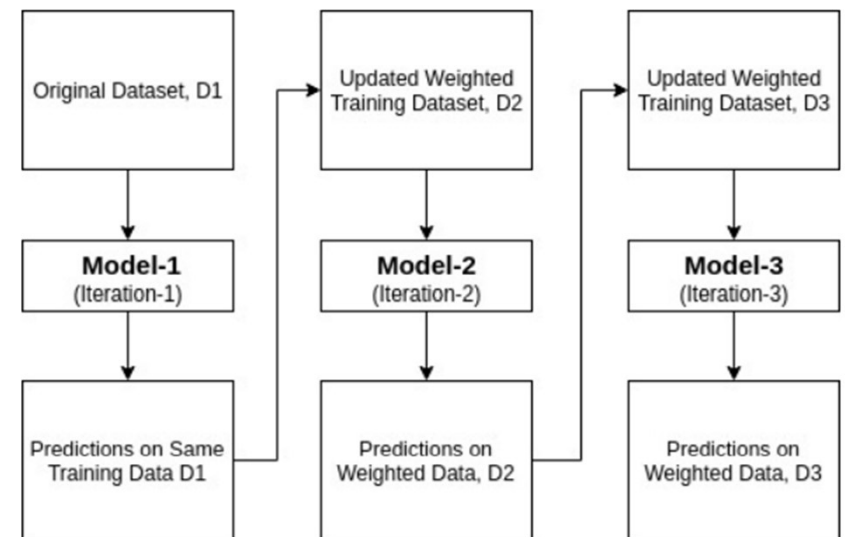 Original Dataset, D1
Updated Weighted
Training Dataset, D2
Updated Weighted
Training Dataset, D3
Model-1
(Iteration-1)
Model-2
(Iteration-2)
Model-3
(Iteration-3)
Predictions on Same
Training Data D1
Predictions on
Weighted Data, D2
Predictions on
Weighted Data, D3